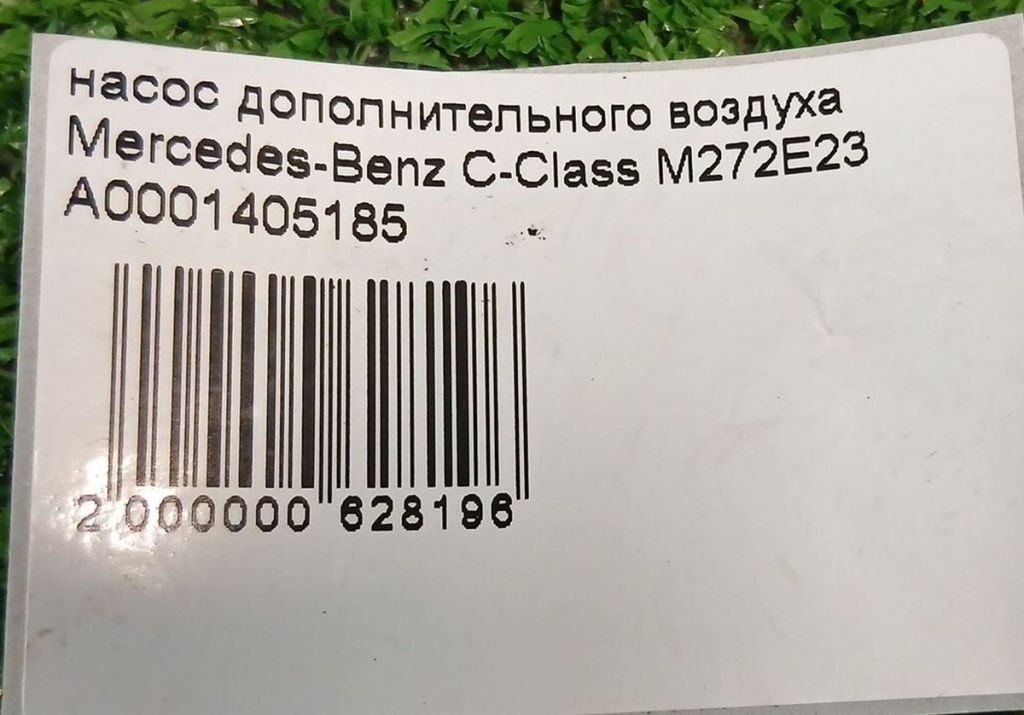 насос дополнительного воздуха
Mercedes-Benz C-Class M272E23
A0001405185
2 000000 628196